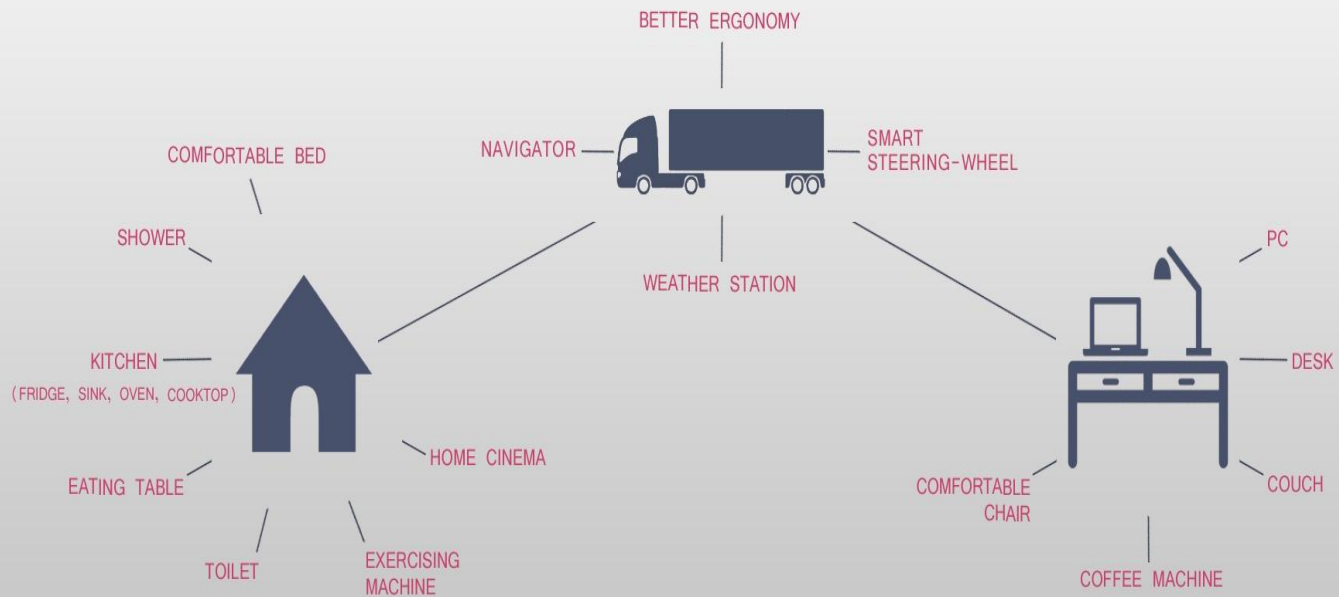 BETTER ERGONOMY
NAVIGATOR
SMART
STEERING-WHEEL
WEATHER STATION
COMFORTABLE BED
SHOWER
KITCHEN
(FRIDGE, SINK, OVEN, COOKTOP)
EATING TABLE
TOILET
EXERCISING
MACHINE
HOME CINEMA
PC
DESK
COUCH
COFFEE MACHINE
COMFORTABLE
CHAIR